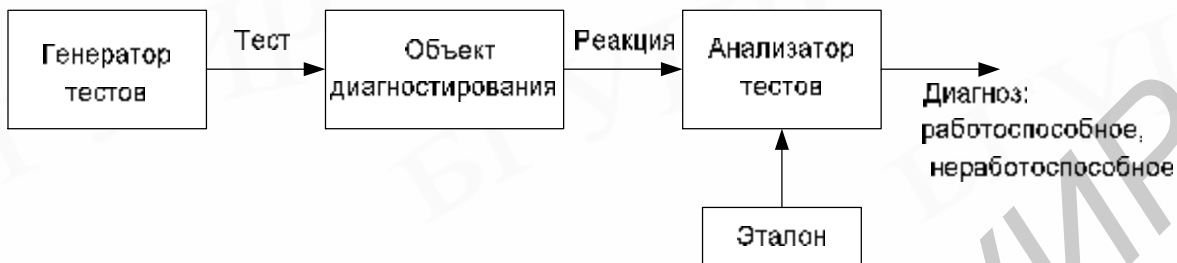 Генератор
тестов
Тест
Объект
диагностирования
Реакция
Анализатор
тестов
Диагноз:
работоспособное,
неработоспособное
Эталон